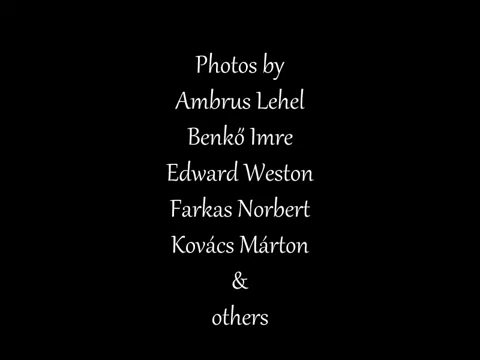 Photos by
Ambrus Lehel
Benkő Imre
Edward Weston
Farkas Norbert
Kovács Márton
&
others